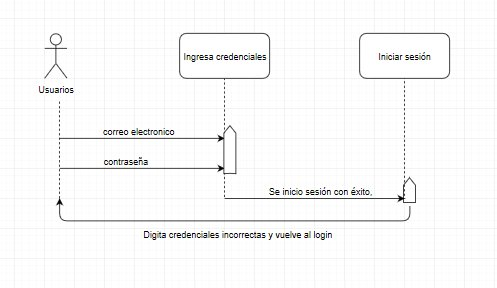 Ingresa credenciales
Iniciar sesión
Usuarios
correo electronico
contraseña
Se inicio sesión con éxito,
Digita credenciales incorrectas y vuelve al login